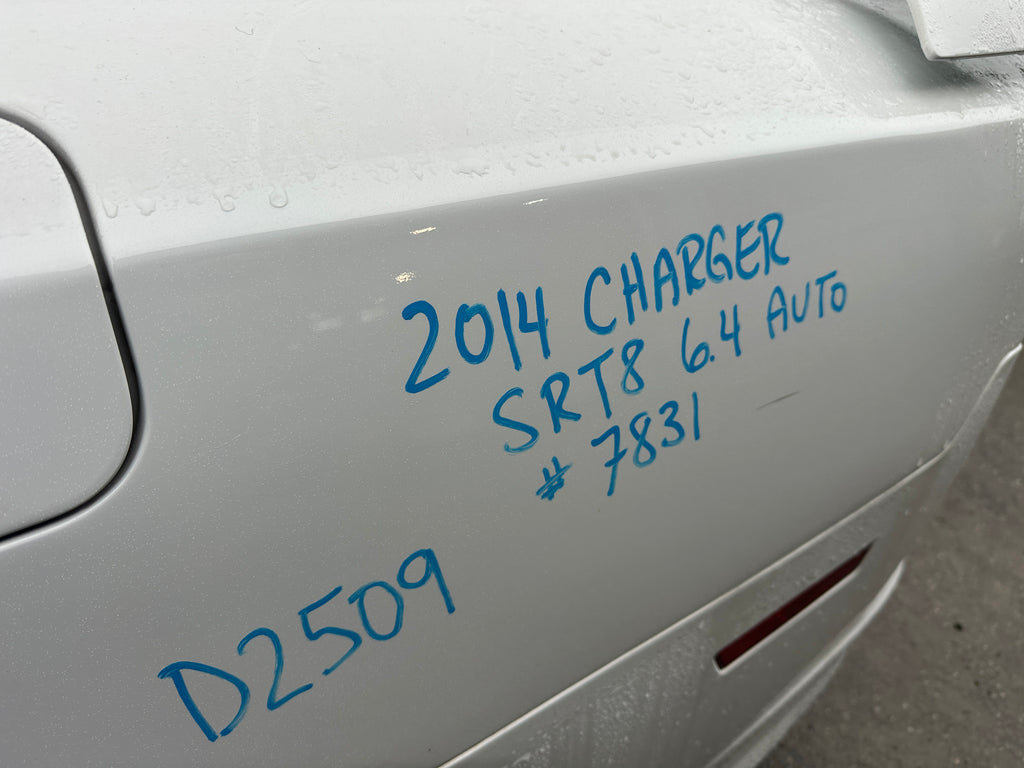 2014 CHARGER
SRT8 6.4 AUTO
# 7831
D2509